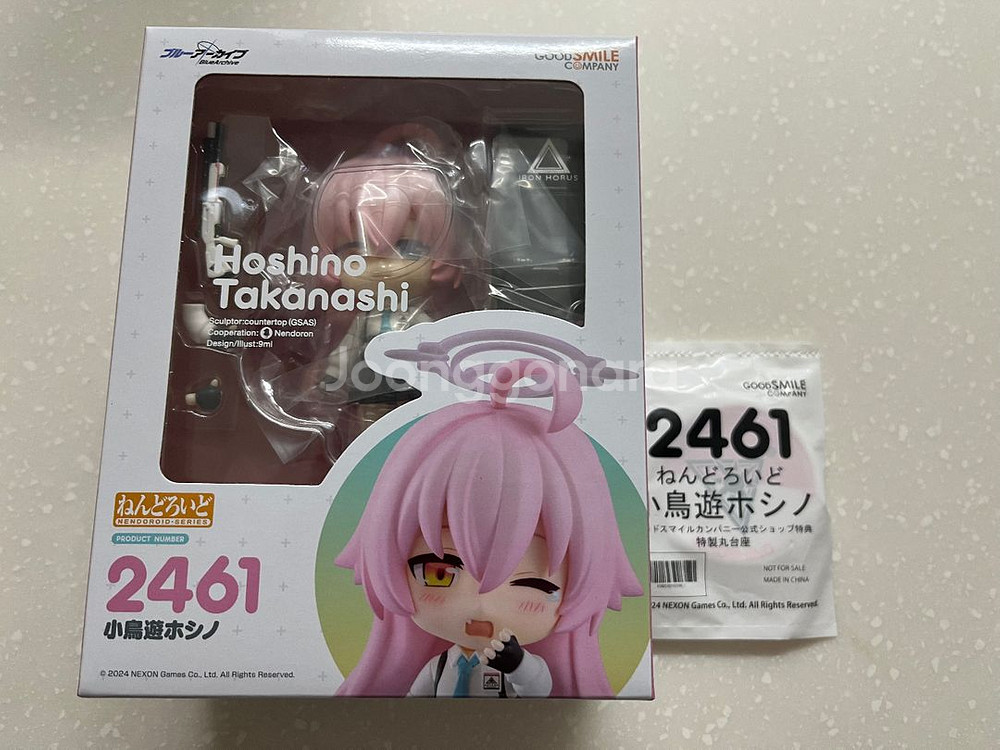 ブルーアーカイブ
BlueArchive
GOODSMILE
COMPANY
IRON HORUS
Hoshino
Takanashi
Sculptor:countertop(GSAS)
Cooperation: Nendoron
Design/Illust:9ml
Joonggonara
ねんどろいど
NENDOROID-SERIES
PRODUCT NUMBER
2461
小鳥遊ホシノ
© 2024 NEXON Games Co., Ltd. All Rights Reserved.
GOODSMILE
COMPANY
2461
ねんどろいど
小鳥遊ホシノ
ドスマイルカンパニー公式ショップ特典
特製丸台座
NOT FOR SALE
MADE IN CHINA
24 NEXON Games Co., Ltd. All Rights Reserved.